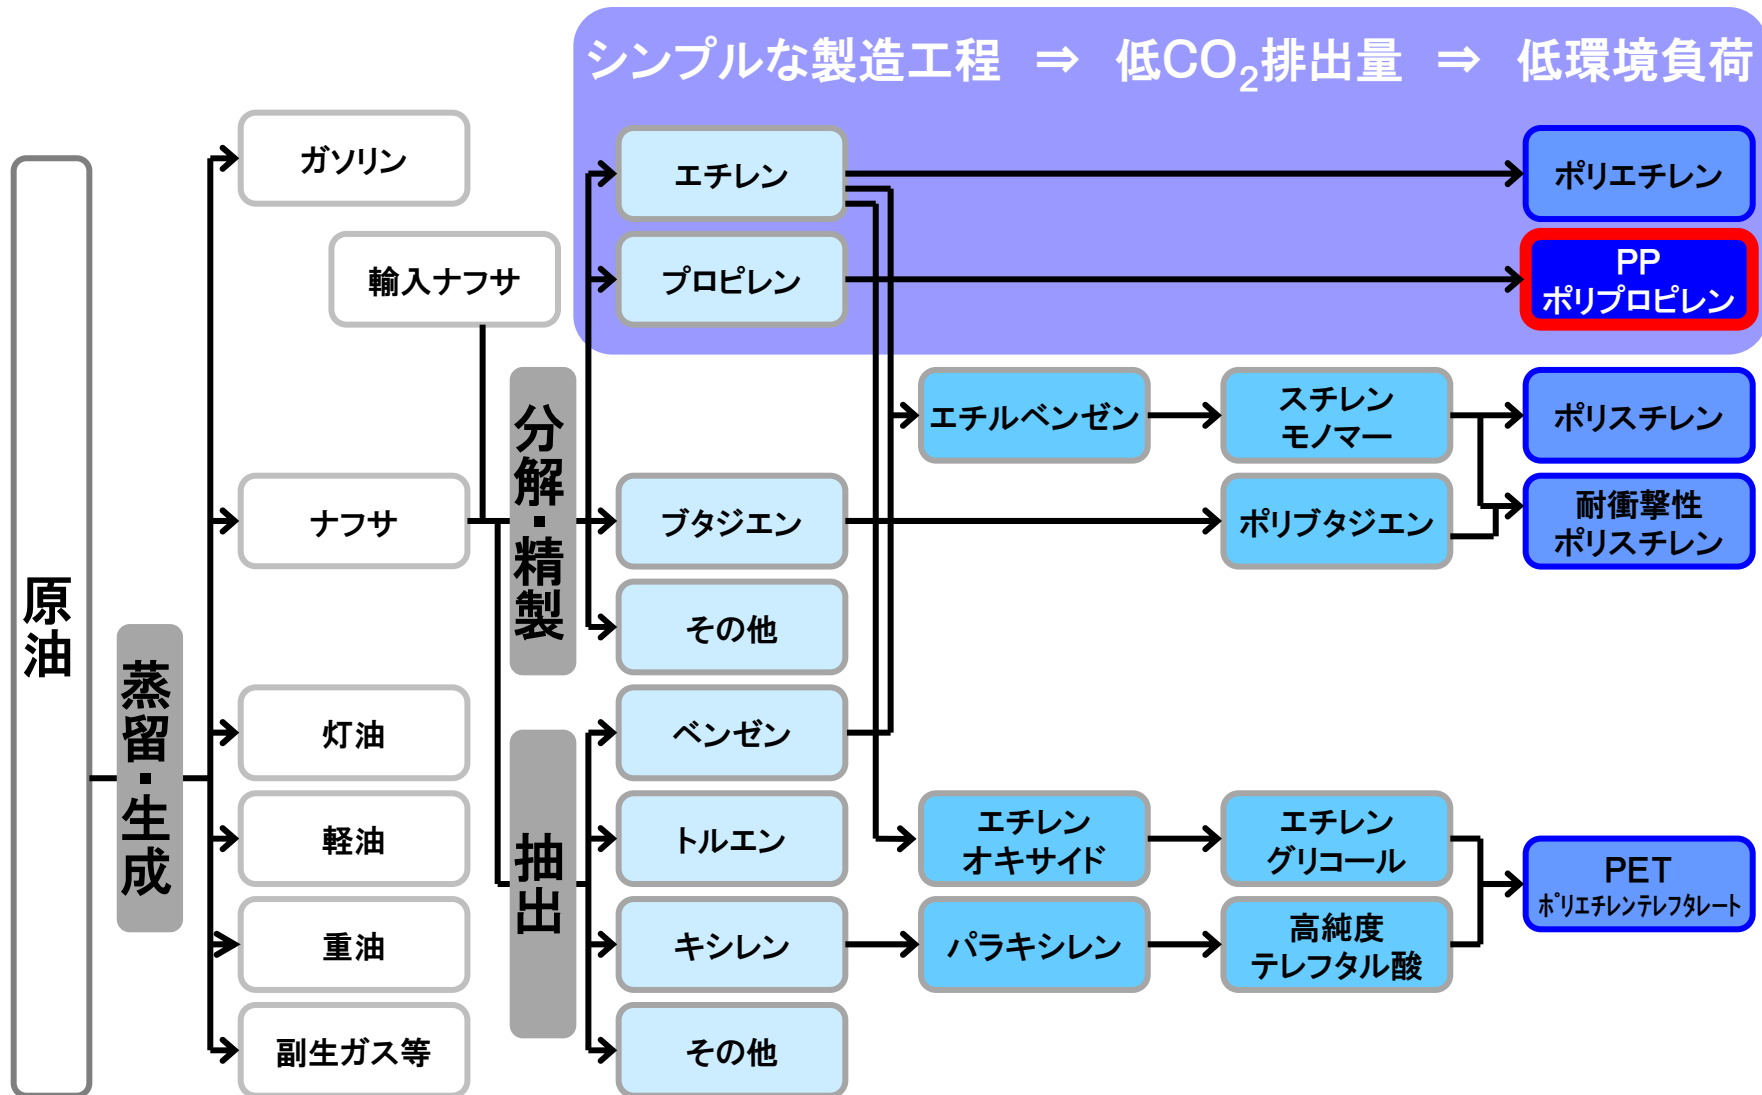 シンプルな製造工程 ⇒ 低CO₂排出量 ⇒ 低環境負荷
原油
蒸留・生成
ガソリン
輸入ナフサ
ナフサ
灯油
軽油
重油
副生ガス等
分解・精製
抽出
エチレン
プロピレン
ブタジエン
その他
ベンゼン
トルエン
キシレン
その他
エチルベンゼン
スチレン
モノマー
ポリブタジエン
エチレン
オキサイド
エチレン
グリコール
パラキシレン
高純度
テレフタル酸
ポリエチレン
PP
ポリプロピレン
ポリスチレン
耐衝撃性
ポリスチレン
PET
ポリエチレンテレフタレート